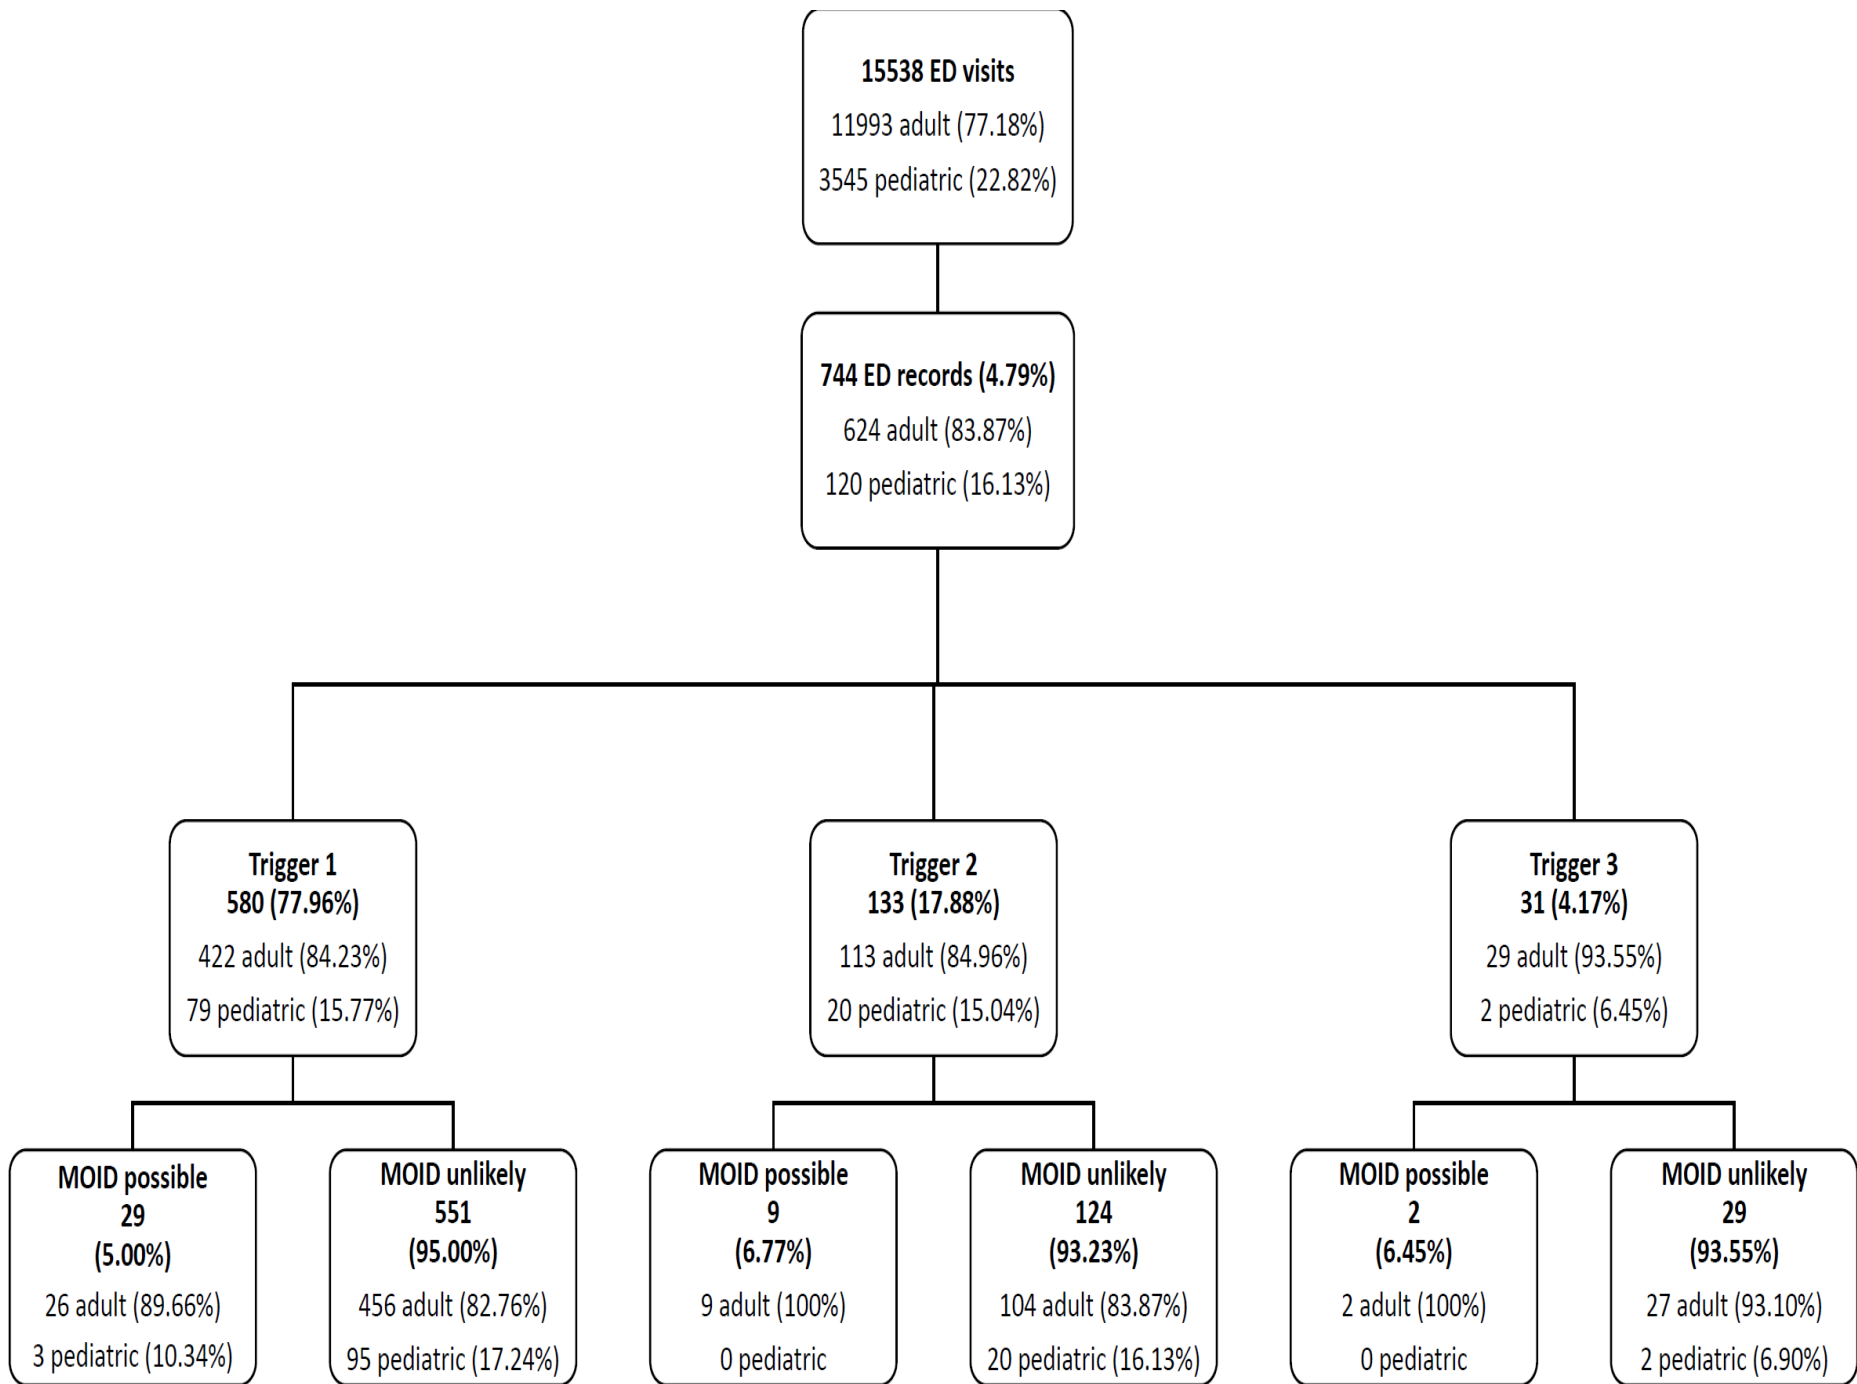 15538 ED visits
11993 adult (77.18%)
3545 pediatric (22.82%)
744 ED records (4.79%)
624 adult (83.87%)
120 pediatric (16.13%)
Trigger 1
580 (77.96%)
422 adult (84.23%)
79 pediatric (15.77%)
Trigger 2
133 (17.88%)
113 adult (84.96%)
20 pediatric (15.04%)
Trigger 3
31 (4.17%)
29 adult (93.55%)
2 pediatric (6.45%)
MOID possible
29
(5.00%)
26 adult (89.66%)
3 pediatric (10.34%)
MOID unlikely
551
(95.00%)
456 adult (82.76%)
95 pediatric (17.24%)
MOID possible
9
(6.77%)
9 adult (100%)
0 pediatric
MOID unlikely
124
(93.23%)
104 adult (83.87%)
20 pediatric (16.13%)
MOID possible
2
(6.45%)
2 adult (100%)
0 pediatric
MOID unlikely
29
(93.55%)
27 adult (93.10%)
2 pediatric (6.90%)